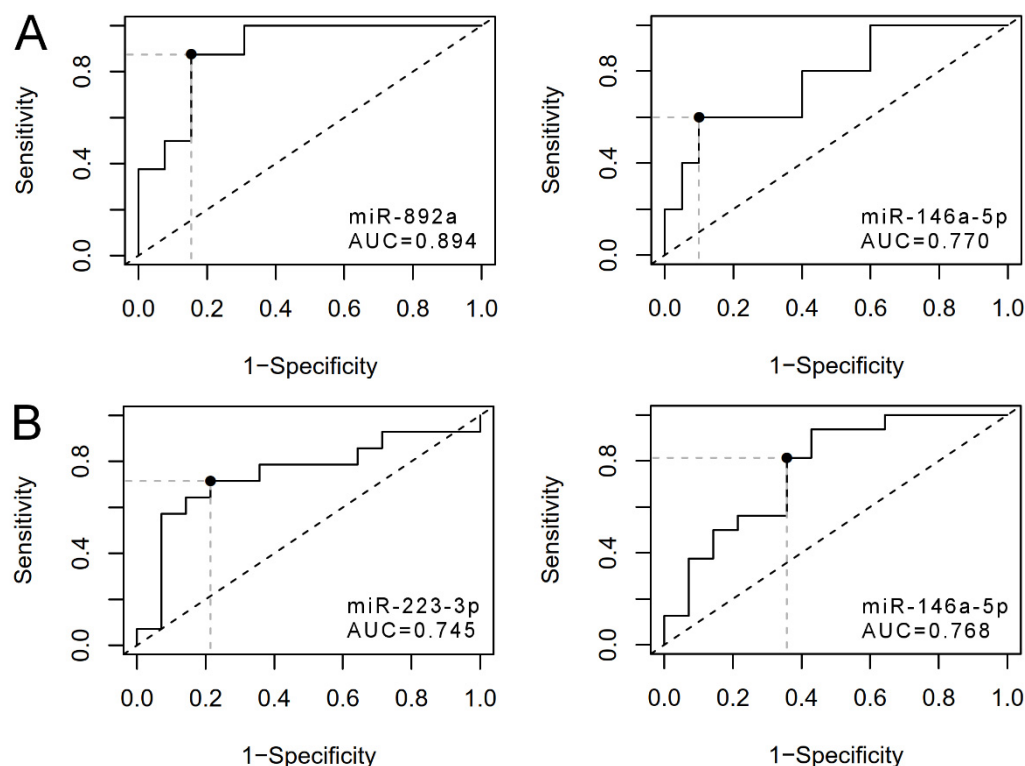 A
Sensitivity
0.0 0.4 0.8
miR-892a
AUC=0.894
0.0 0.2 0.4 0.6 0.8 1.0
1−Specificity
Sensitivity
0.0 0.4 0.8
miR-146a-5p
AUC=0.770
0.0 0.2 0.4 0.6 0.8 1.0
1−Specificity
B
Sensitivity
0.0 0.4 0.8
miR-223-3p
AUC=0.745
0.0 0.2 0.4 0.6 0.8 1.0
1−Specificity
Sensitivity
0.0 0.4 0.8
miR-146a-5p
AUC=0.768
0.0 0.2 0.4 0.6 0.8 1.0
1−Specificity